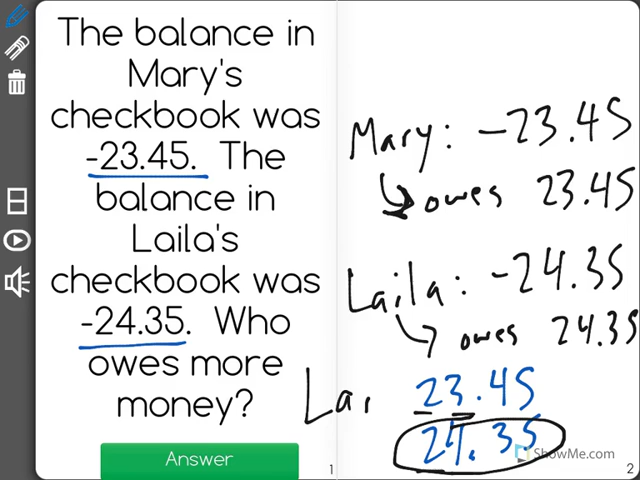 The balance in
Mary's
checkbook was
-23.45. The
balance in
Laila's
checkbook was
-24.35. Who
owes more
money?
Answer
1
Mary: -23.45
owes 23.45
Laila: -24.35
owes 24.35
Lai
23.45
24.35
ShowMe.com
2